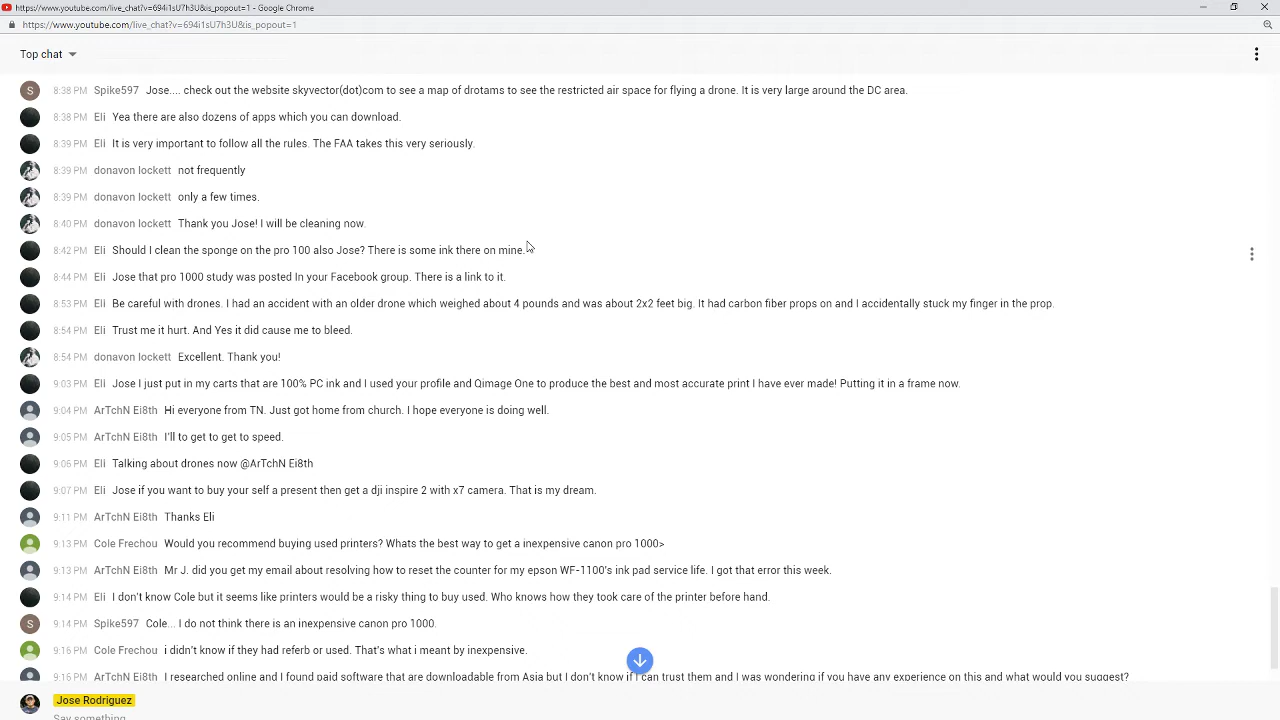 https://www.youtube.com/live_chat?v=694i1sU7h3U&is_popout=1 - Google Chrome
https://www.youtube.com/live_chat?v=694i1sU7h3U&is_popout=1
Top chat
S 8:38 PM Spike597 Jose.... check out the website skyvector(dot)com to see a map of drotams to see the restricted air space for flying a drone. It is very large around the DC area.
8:38 PM Eli Yea there are also dozens of apps which you can download.
8:39 PM Eli It is very important to follow all the rules. The FAA takes this very seriously.
8:39 PM donavon lockett not frequently
8:39 PM donavon lockett only a few times.
8:40 PM donavon lockett Thank you Jose! I will be cleaning now.
8:42 PM Eli Should I clean the sponge on the pro 100 also Jose? There is some ink there on mine.
8:44 PM Eli Jose that pro 1000 study was posted In your Facebook group. There is a link to it.
8:53 PM Eli Be careful with drones. I had an accident with an older drone which weighed about 4 pounds and was about 2x2 feet big. It had carbon fiber props on and I accidentally stuck my finger in the prop.
8:54 PM Eli Trust me it hurt. And Yes it did cause me to bleed.
8:54 PM donavon lockett Excellent. Thank you!
9:03 PM Eli Jose I just put in my carts that are 100% PC ink and I used your profile and Qimage One to produce the best and most accurate print I have ever made! Putting it in a frame now.
9:04 PM ArTchN Ei8th Hi everyone from TN. Just got home from church. I hope everyone is doing well.
9:05 PM ArTchN Ei8th I'll to get to get to speed.
9:06 PM Eli Talking about drones now @ArTchN Ei8th
9:07 PM Eli Jose if you want to buy your self a present then get a dji inspire 2 with x7 camera. That is my dream.
9:11 PM ArTchN Ei8th Thanks Eli
9:13 PM Cole Frechou Would you recommend buying used printers? Whats the best way to get a inexpensive canon pro 1000>
9:13 PM ArTchN Ei8th Mr J. did you get my email about resolving how to reset the counter for my epson WF-1100's ink pad service life. I got that error this week.
9:14 PM Eli I don't know Cole but it seems like printers would be a risky thing to buy used. Who knows how they took care of the printer before hand.
S 9:14 PM Spike597 Cole... I do not think there is an inexpensive canon pro 1000.
9:16 PM Cole Frechou i didn't know if they had referb or used. That's what i meant by inexpensive.
9:16 PM ArTchN Ei8th I researched online and I found paid software that are downloadable from Asia but I don't know if I can trust them and I was wondering if you have any experience on this and what would you suggest?
Jose Rodriguez
Say something...